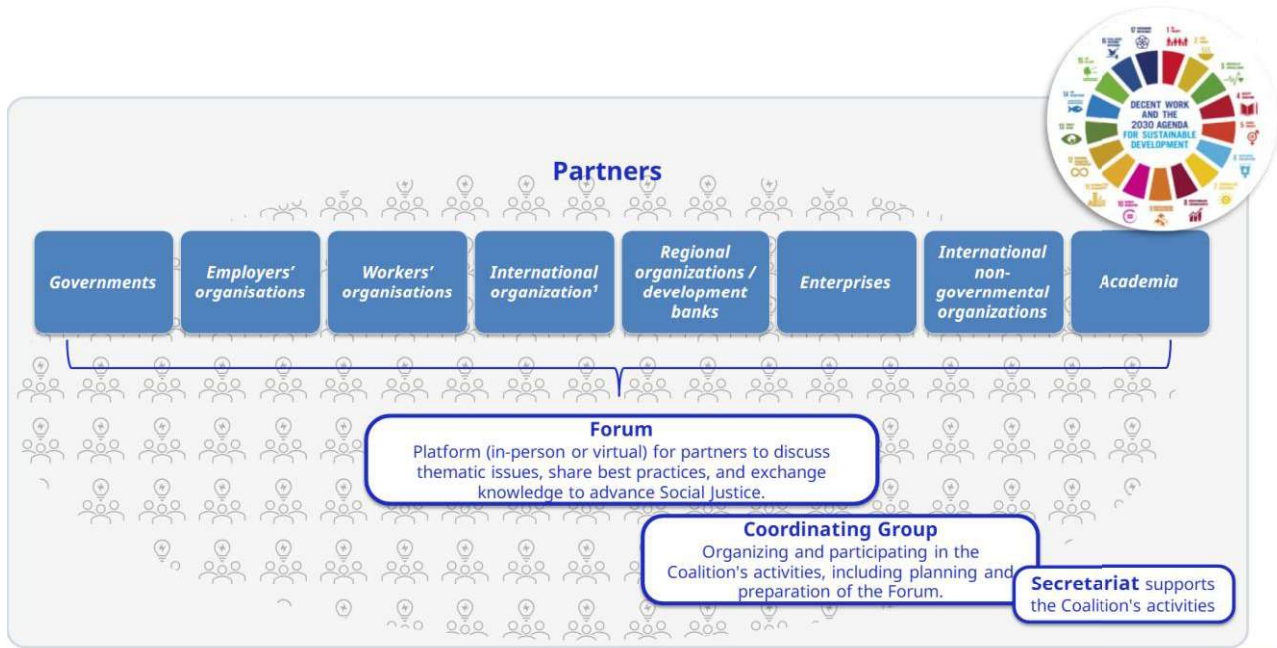 DECENT WORK
AND THE
2030 AGENDA
FOR SUSTAINABLE
DEVELOPMENT
Partners
Governments
Employers’
organisations
Workers’
organisations
International
organization¹
Regional
organizations /
development
banks
Enterprises
International
non-
governmental
organizations
Academia
Forum
Platform (in-person or virtual) for partners to discuss
thematic issues, share best practices, and exchange
knowledge to advance Social Justice.
Coordinating Group
Organizing and participating in the
Coalition's activities, including planning and
preparation of the Forum.
Secretariat supports
the Coalition's activities